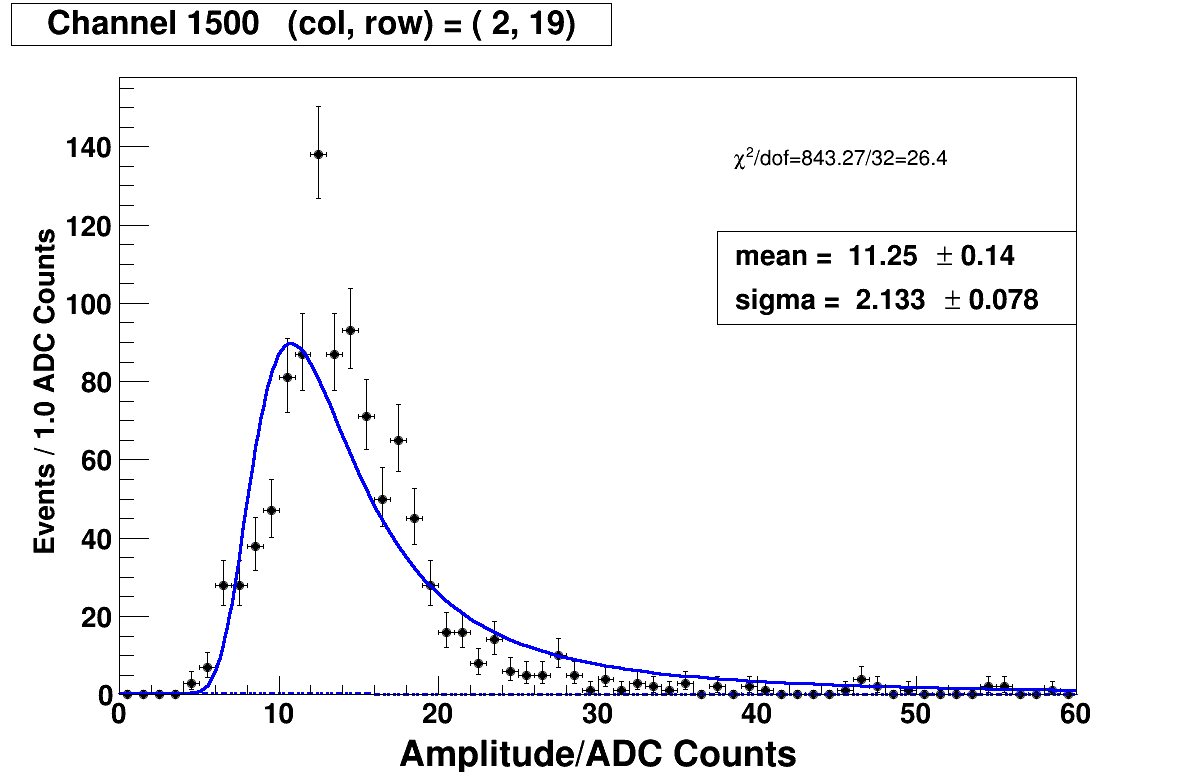 Channel 1500 (col, row) = ( 2, 19)
χ²/dof=843.27/32=26.4
mean = 11.25 ± 0.14
sigma = 2.133 ± 0.078
Events / 1.0 ADC Counts
140
120
100
80
60
40
20
0
0 10 20 30 40 50 60
Amplitude/ADC Counts